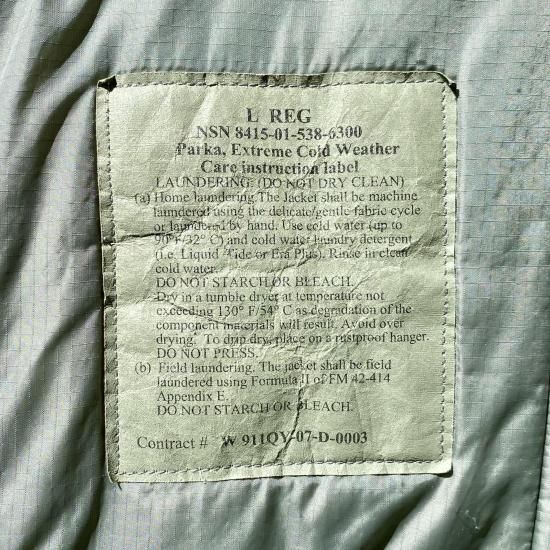 L REG
NSN 8415-01-538-6300
Parka, Extreme Cold Weather
Care instruction label
LAUNDERING: (DO NOT DRY CLEAN)
(a) Home laundering.The Jacket shall be machine
laundered using the delicate/gentle fabric cycle
or laundered by hand. Use cold water (up to
90°F/32° C) and cold water laundry detergent
(i.e. Liquid Tide or Era Plus). Rinse in clean
cold water.
DO NOT STARCH OR BLEACH.
Dry in a tumble dryer at temperature not
exceeding 130° F/54° C as degradation of the
component materials will result. Avoid over
drying. To drip dry, place on a rustproof hanger.
DO NOT PRESS.
(b) Field laundering. The jacket shall be field
laundered using Formula II of FM 42-414
Appendix E.
DO NOT STARCH OR BLEACH.
Contract # W 911QY-07-D-0003